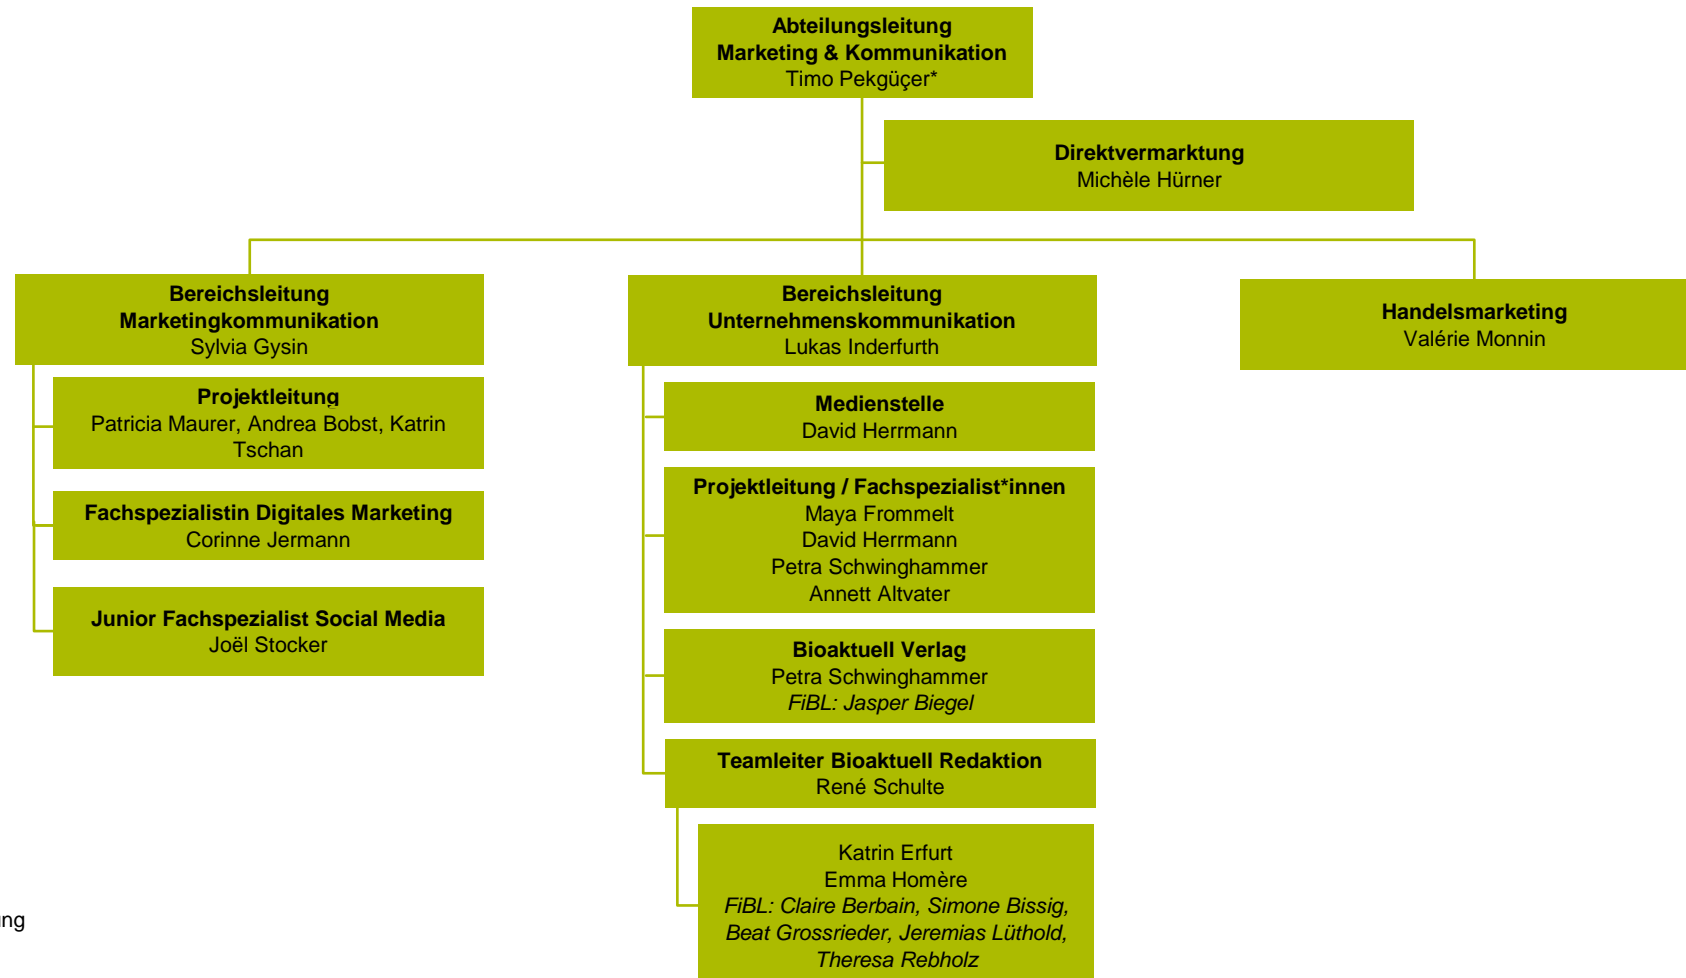 Abteilungsleitung
Marketing & Kommunikation
Timo Pekgüçer*
Direktvermarktung
Michèle Hürner
Bereichsleitung
Marketingkommunikation
Sylvia Gysin
Projektleitung
Patricia Maurer, Andrea Bobst, Katrin
Tschan
Fachspezialistin Digitales Marketing
Corinne Jermann
Junior Fachspezialist Social Media
Joël Stocker
Bereichsleitung
Unternehmenskommunikation
Lukas Inderfurth
Medienstelle
David Herrmann
Projektleitung / Fachspezialist*innen
Maya Frommelt
David Herrmann
Petra Schwinghammer
Annett Altvater
Bioaktuell Verlag
Petra Schwinghammer
FiBL: Jasper Biegel
Teamleiter Bioaktuell Redaktion
René Schulte
Katrin Erfurt
Emma Homère
FiBL: Claire Berbain, Simone Bissig,
Beat Grossrieder, Jeremias Lüthold,
Theresa Rebholz
Handelsmarketing
Valérie Monnin